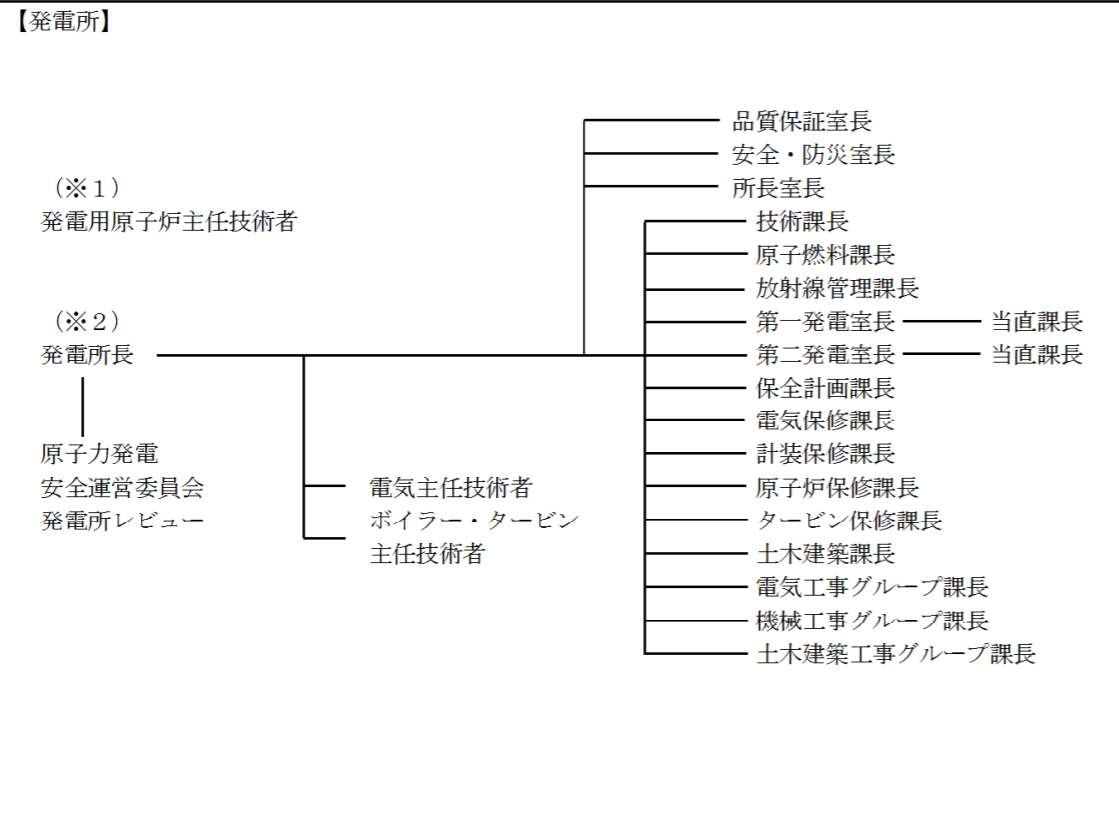 【発電所】
（※１）
発電用原子炉主任技術者
（※２）
発電所長
原子力発電
安全運営委員会
発電所レビュー
電気主任技術者
ボイラー・タービン
主任技術者
品質保証室長
安全・防災室長
所長室長
技術課長
原子燃料課長
放射線管理課長
第一発電室長 当直課長
第二発電室長 当直課長
保全計画課長
電気保修課長
計装保修課長
原子炉保修課長
タービン保修課長
土木建築課長
電気工事グループ課長
機械工事グループ課長
土木建築工事グループ課長